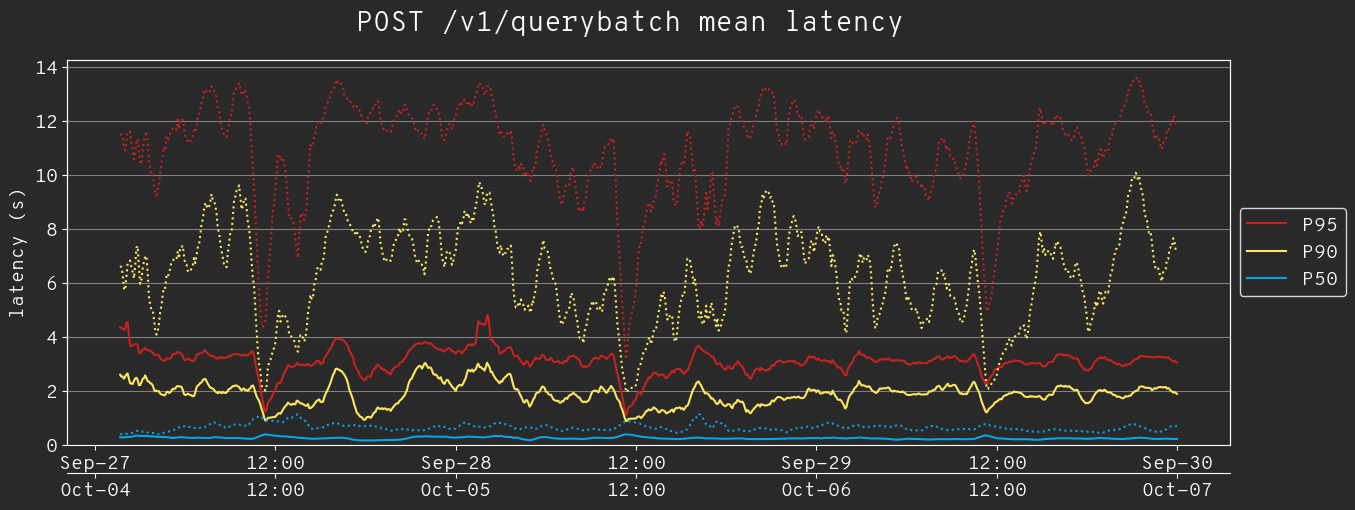 POST /v1/querybatch mean latency
latency (s)
14
12
10
8
6
4
2
0
P95
P90
P50
Sep-27 12:00 Sep-28 12:00 Sep-29 12:00 Sep-30
Oct-04 12:00 Oct-05 12:00 Oct-06 12:00 Oct-07